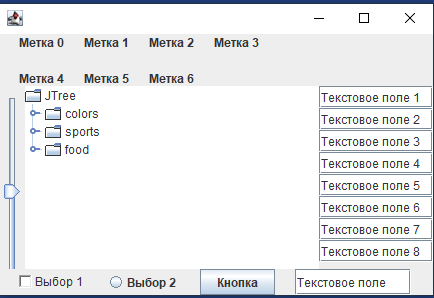 Метка 0 Метка 1 Метка 2 Метка 3
Метка 4 Метка 5 Метка 6
JTree
colors
sports
food
Текстовое поле 1
Текстовое поле 2
Текстовое поле 3
Текстовое поле 4
Текстовое поле 5
Текстовое поле 6
Текстовое поле 7
Текстовое поле 8
Выбор 1 Выбор 2 Кнопка Текстовое поле